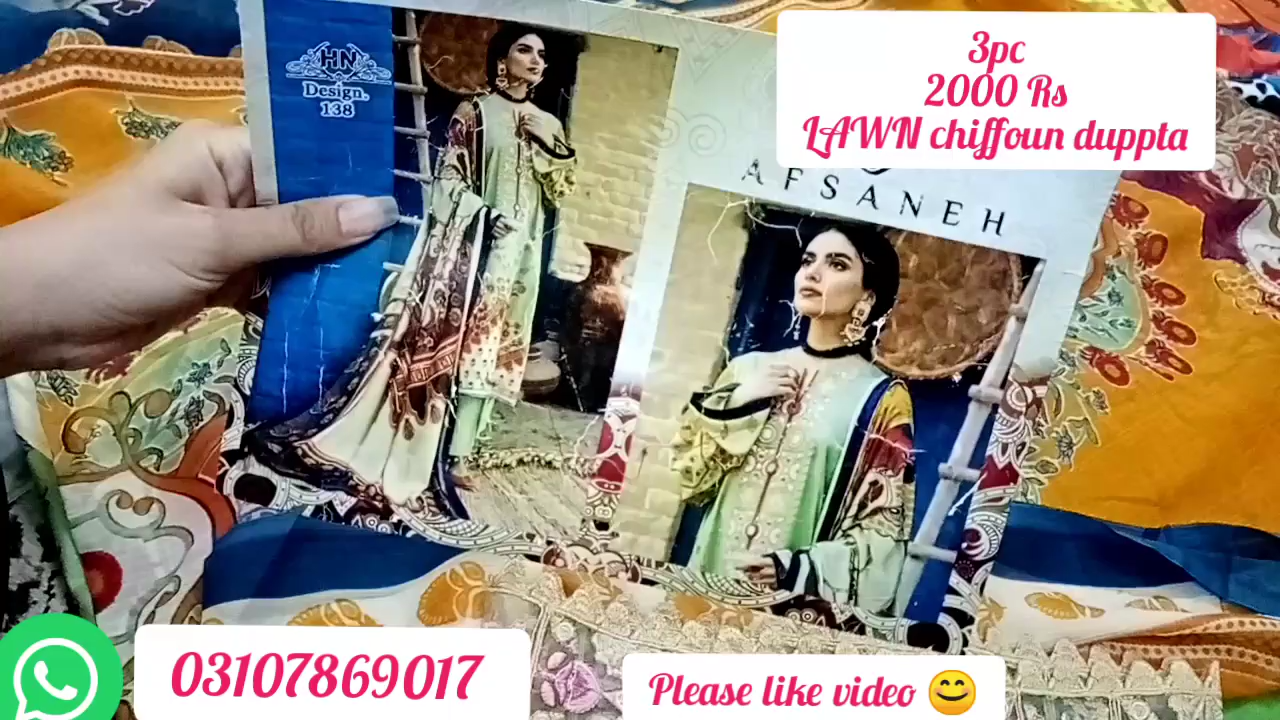 HN
Design.
138
3pc
2000 Rs
LAWN chiffoun duppta
AFSANEH
03107869017
Please like video 😊